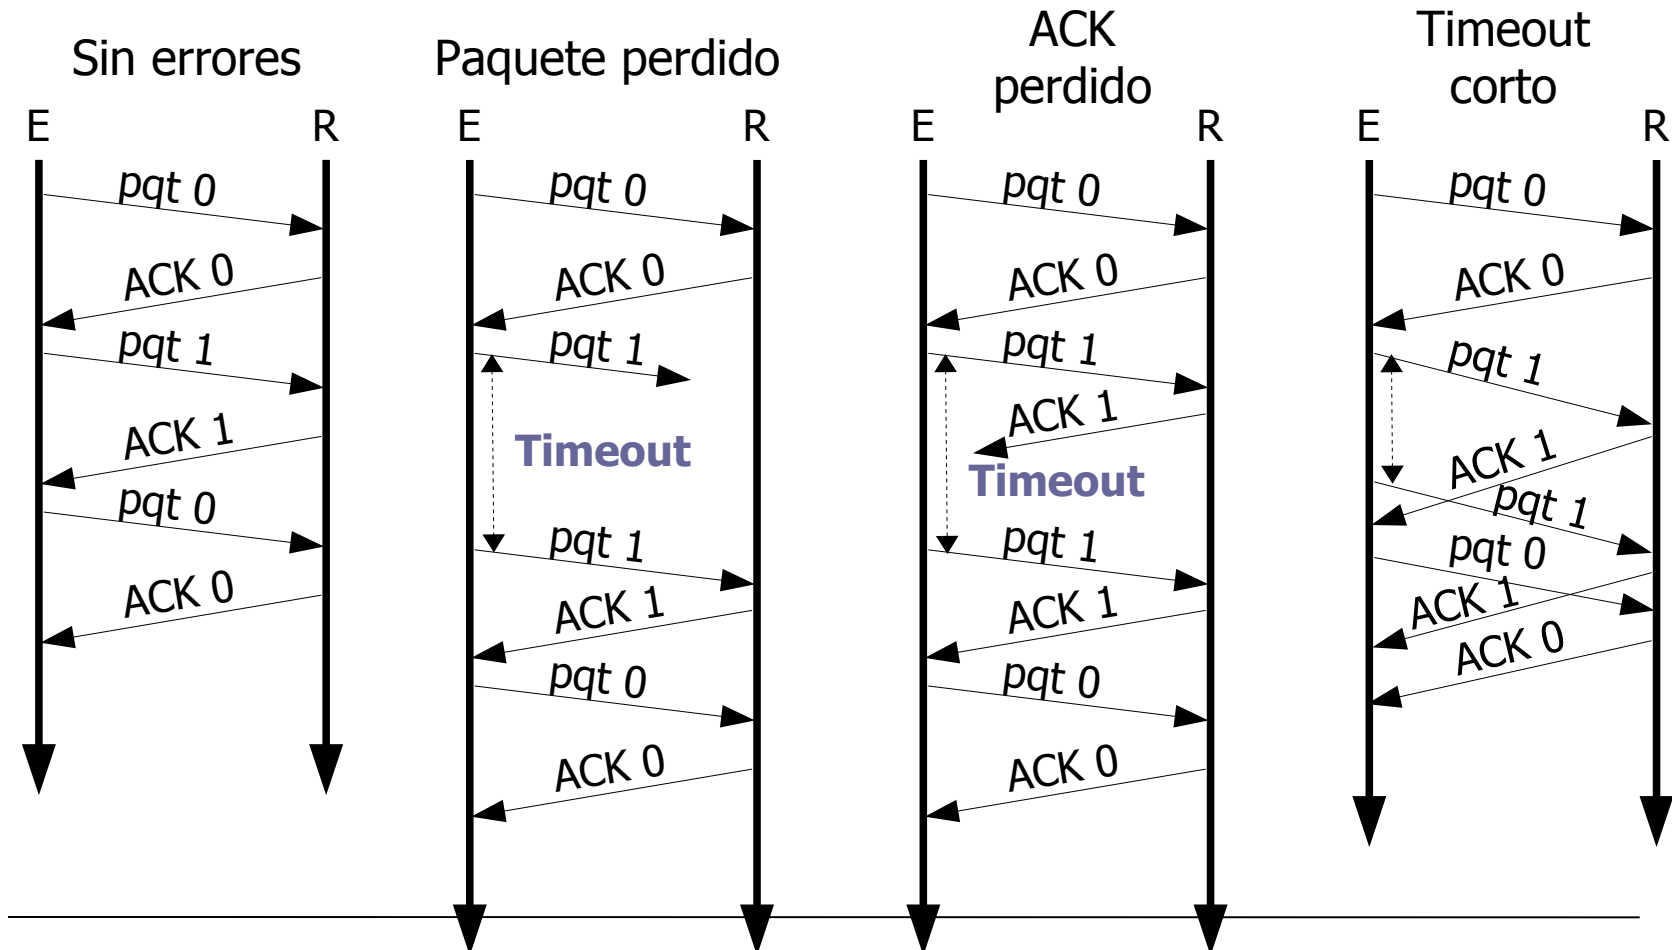 Sin errores
E
R
pqt 0
ACK 0
pqt 1
ACK 1
pqt 0
ACK 0
Paquete perdido
E
R
pqt 0
ACK 0
pqt 1
Timeout
pqt 1
ACK 1
pqt 0
ACK 0
ACK
perdido
E
R
pqt 0
ACK 0
pqt 1
ACK 1
Timeout
pqt 1
ACK 1
pqt 0
ACK 0
Timeout
corto
E
R
pqt 0
ACK 0
pqt 1
ACK 1
pqt 1
pqt 0
ACK 1
ACK 0